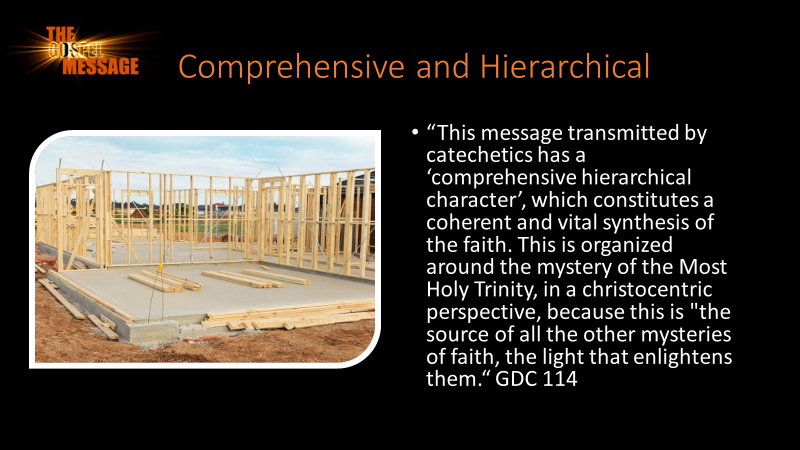 THE
GOSPEL
MESSAGE
Comprehensive and Hierarchical
• “This message transmitted by
catechetics has a
‘comprehensive hierarchical
character’, which constitutes a
coherent and vital synthesis of
the faith. This is organized
around the mystery of the Most
Holy Trinity, in a christocentric
perspective, because this is "the
source of all the other mysteries
of faith, the light that enlightens
them.“ GDC 114